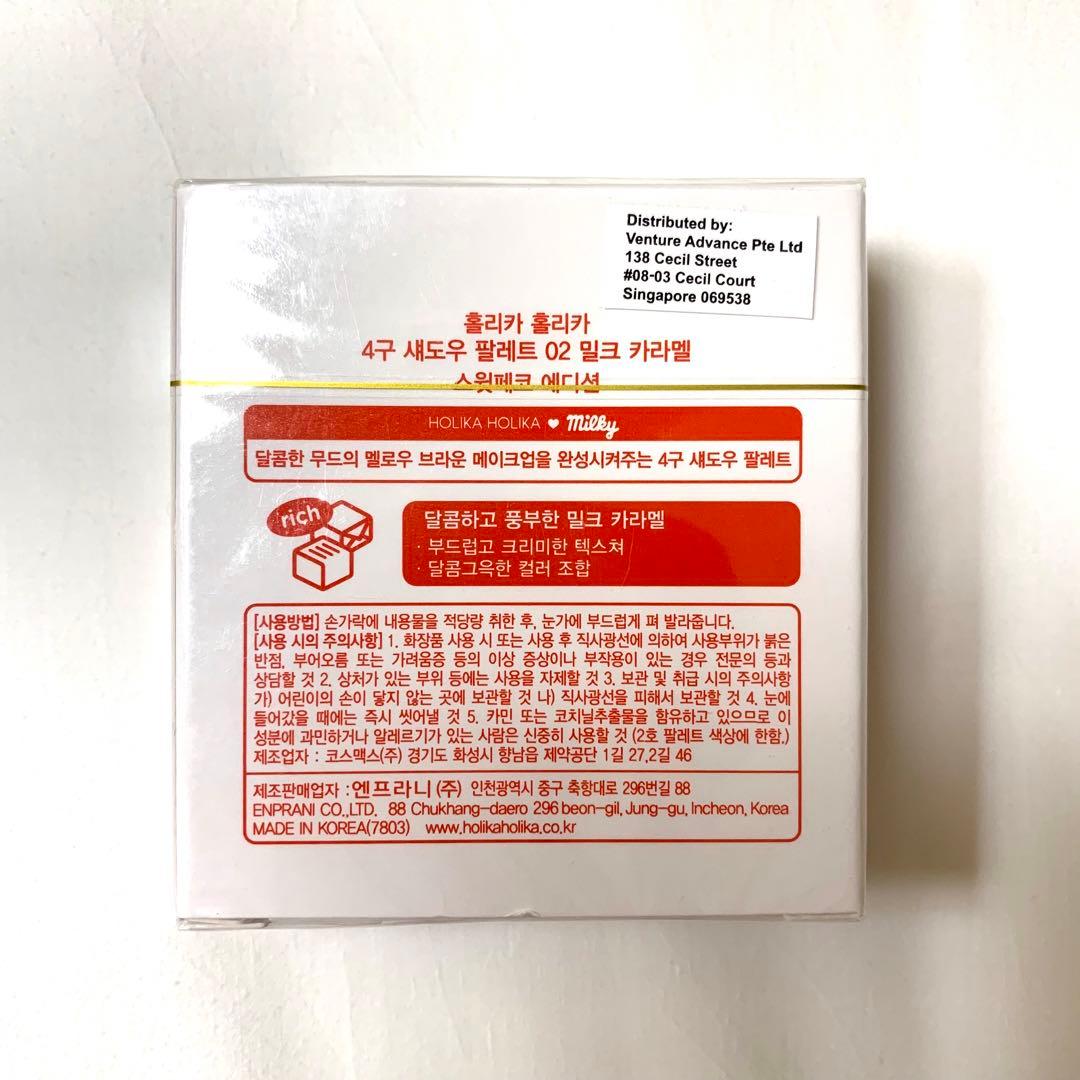 Distributed by:
Venture Advance Pte Ltd
138 Cecil Street
#08-03 Cecil Court
Singapore 069538
홀리카 홀리카
4구 섀도우 팔레트 02 밀크 카라멜
스윗페코 에디션
HOLIKA HOLIKA ♥ milky
달콤한 무드의 멜로우 브라운 메이크업을 완성시켜주는 4구 섀도우 팔레트
rich
달콤하고 풍부한 밀크 카라멜
· 부드럽고 크리미한 텍스쳐
· 달콤그윽한 컬러 조합
[사용방법] 손가락에 내용물을 적당량 취한 후, 눈가에 부드럽게 펴 발라줍니다.
[사용 시의 주의사항] 1. 화장품 사용 시 또는 사용 후 직사광선에 의하여 사용부위가 붉은
반점, 부어오름 또는 가려움증 등의 이상 증상이나 부작용이 있는 경우 전문의 등과
상담할 것 2. 상처가 있는 부위 등에는 사용을 자제할 것 3. 보관 및 취급 시의 주의사항
가) 어린이의 손이 닿지 않는 곳에 보관할 것 나) 직사광선을 피해서 보관할 것 4. 눈에
들어갔을 때에는 즉시 씻어낼 것 5. 카민 또는 코치닐추출물을 함유하고 있으므로 이
성분에 과민하거나 알레르기가 있는 사람은 신중히 사용할 것 (2호 팔레트 색상에 한함.)
제조업자 : 코스맥스(주) 경기도 화성시 향남읍 제약공단 1길 27,2길 46
제조판매업자 : 엔프라니 (주) 인천광역시 중구 축항대로 296번길 88
ENPRANI CO.,LTD. 88 Chukhang-daero 296 beon-gil, Jung-gu, Incheon, Korea
MADE IN KOREA(7803) www.holikaholika.co.kr